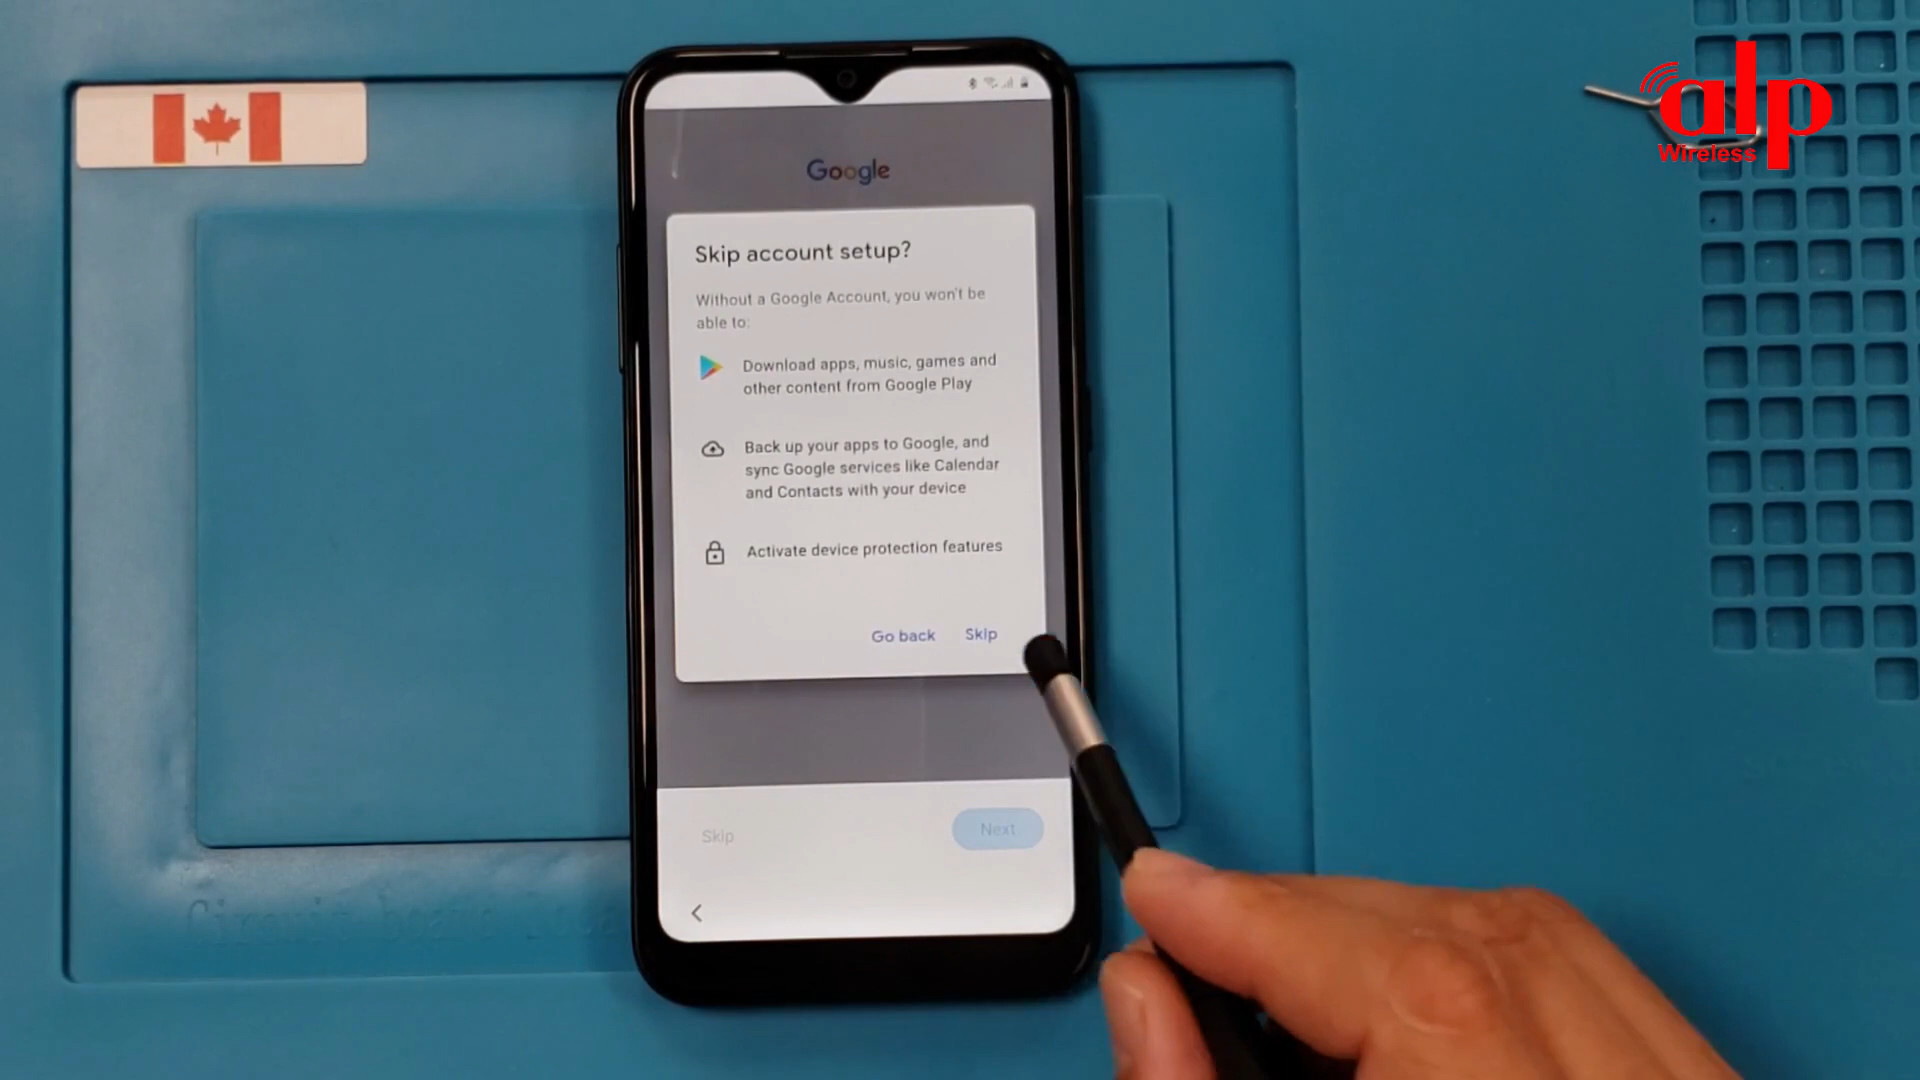 alp
Wireless
Google
Skip account setup?
Without a Google Account, you won't be
able to:
Download apps, music, games and
other content from Google Play
Back up your apps to Google, and
sync Google services like Calendar
and Contacts with your device
Activate device protection features
Go back Skip
Skip Next